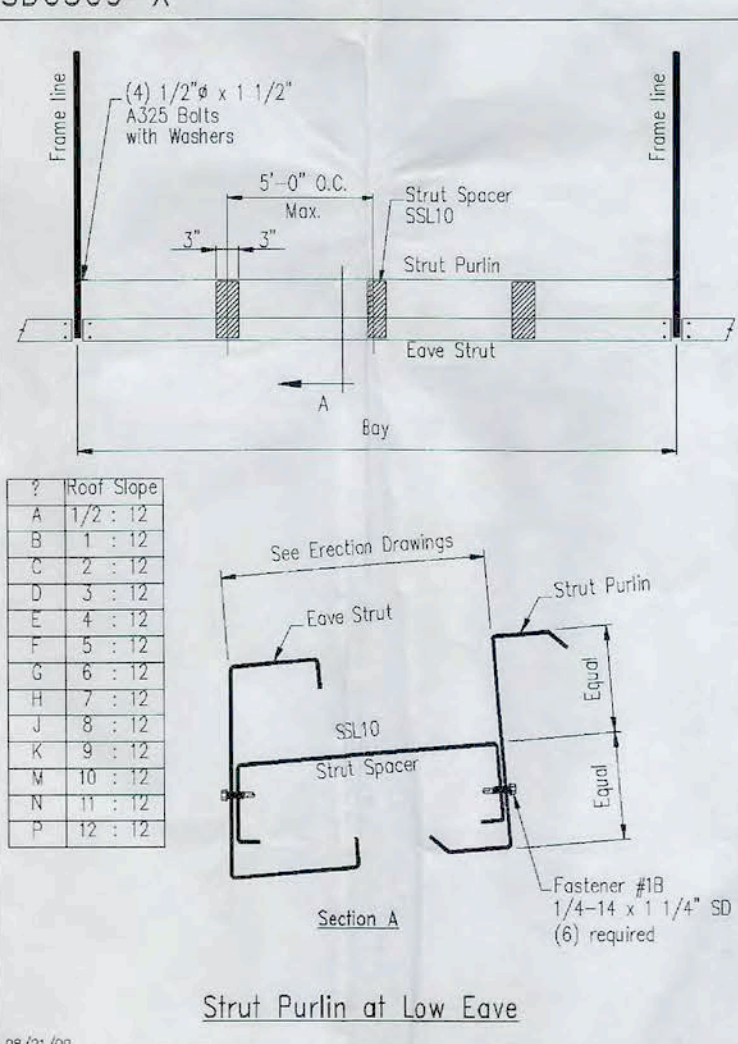 Frame line
Frame line
(4) 1/2"ø x 1 1/2"
A325 Bolts
with Washers
5'-0" O.C.
Max.
3"
3"
Strut Spacer
SSL10
Strut Purlin
Eave Strut
A
Bay
? Roof Slope
A 1/2 : 12
B 1 : 12
C 2 : 12
D 3 : 12
E 4 : 12
F 5 : 12
G 6 : 12
H 7 : 12
J 8 : 12
K 9 : 12
M 10 : 12
N 11 : 12
P 12 : 12
See Erection Drawings
Eave Strut
Strut Purlin
Equal
Equal
SSL10
Strut Spacer
Fastener #1B
1/4-14 x 1 1/4" SD
(6) required
Section A
Strut Purlin at Low Eave